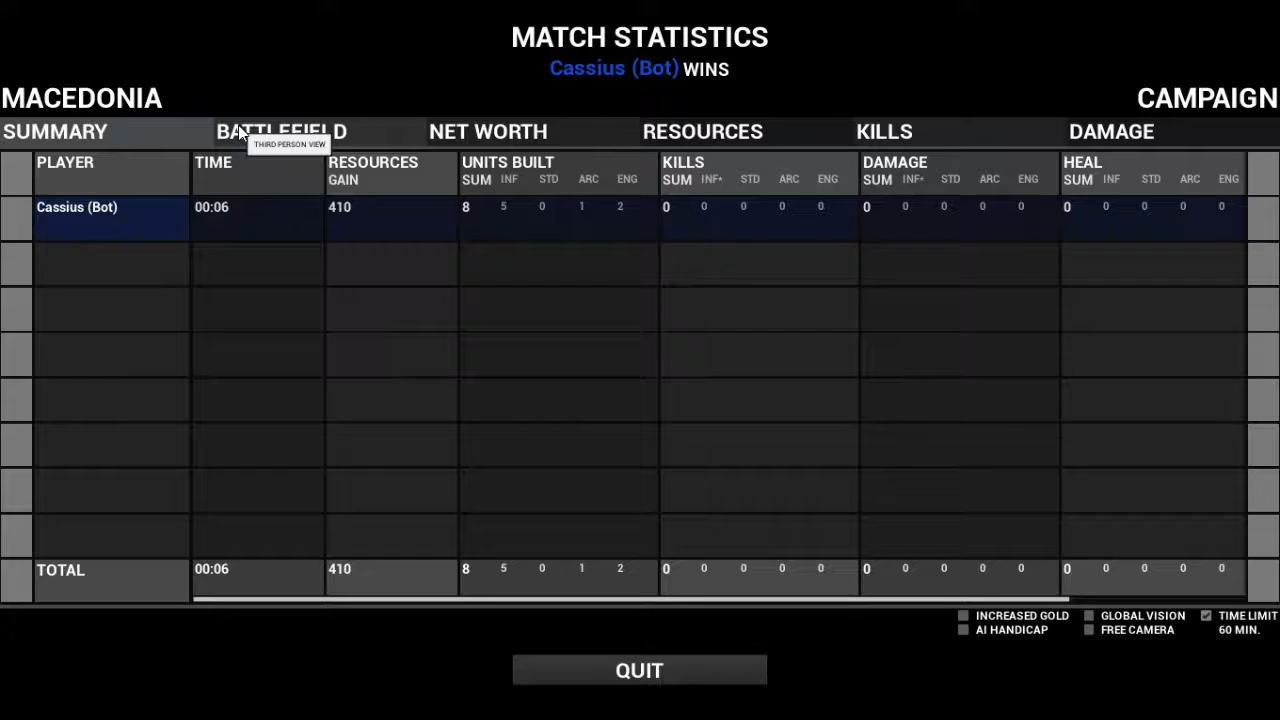 MATCH STATISTICS
Cassius (Bot) WINS
MACEDONIA CAMPAIGN
SUMMARY BATTLEFIELD NET WORTH RESOURCES KILLS DAMAGE
THIRD PERSON VIEW
PLAYER TIME RESOURCES UNITS BUILT KILLS DAMAGE HEAL
GAIN SUM INF STD ARC ENG SUM INF* STD ARC ENG SUM INF* STD ARC ENG SUM INF STD ARC ENG
Cassius (Bot) 00:06 410 8 5 0 1 2 0 0 0 0 0 0 0 0 0 0 0 0 0 0 0
TOTAL 00:06 410 8 5 0 1 2 0 0 0 0 0 0 0 0 0 0 0 0 0 0 0
INCREASED GOLD GLOBAL VISION TIME LIMIT
AI HANDICAP FREE CAMERA 60 MIN.
QUIT